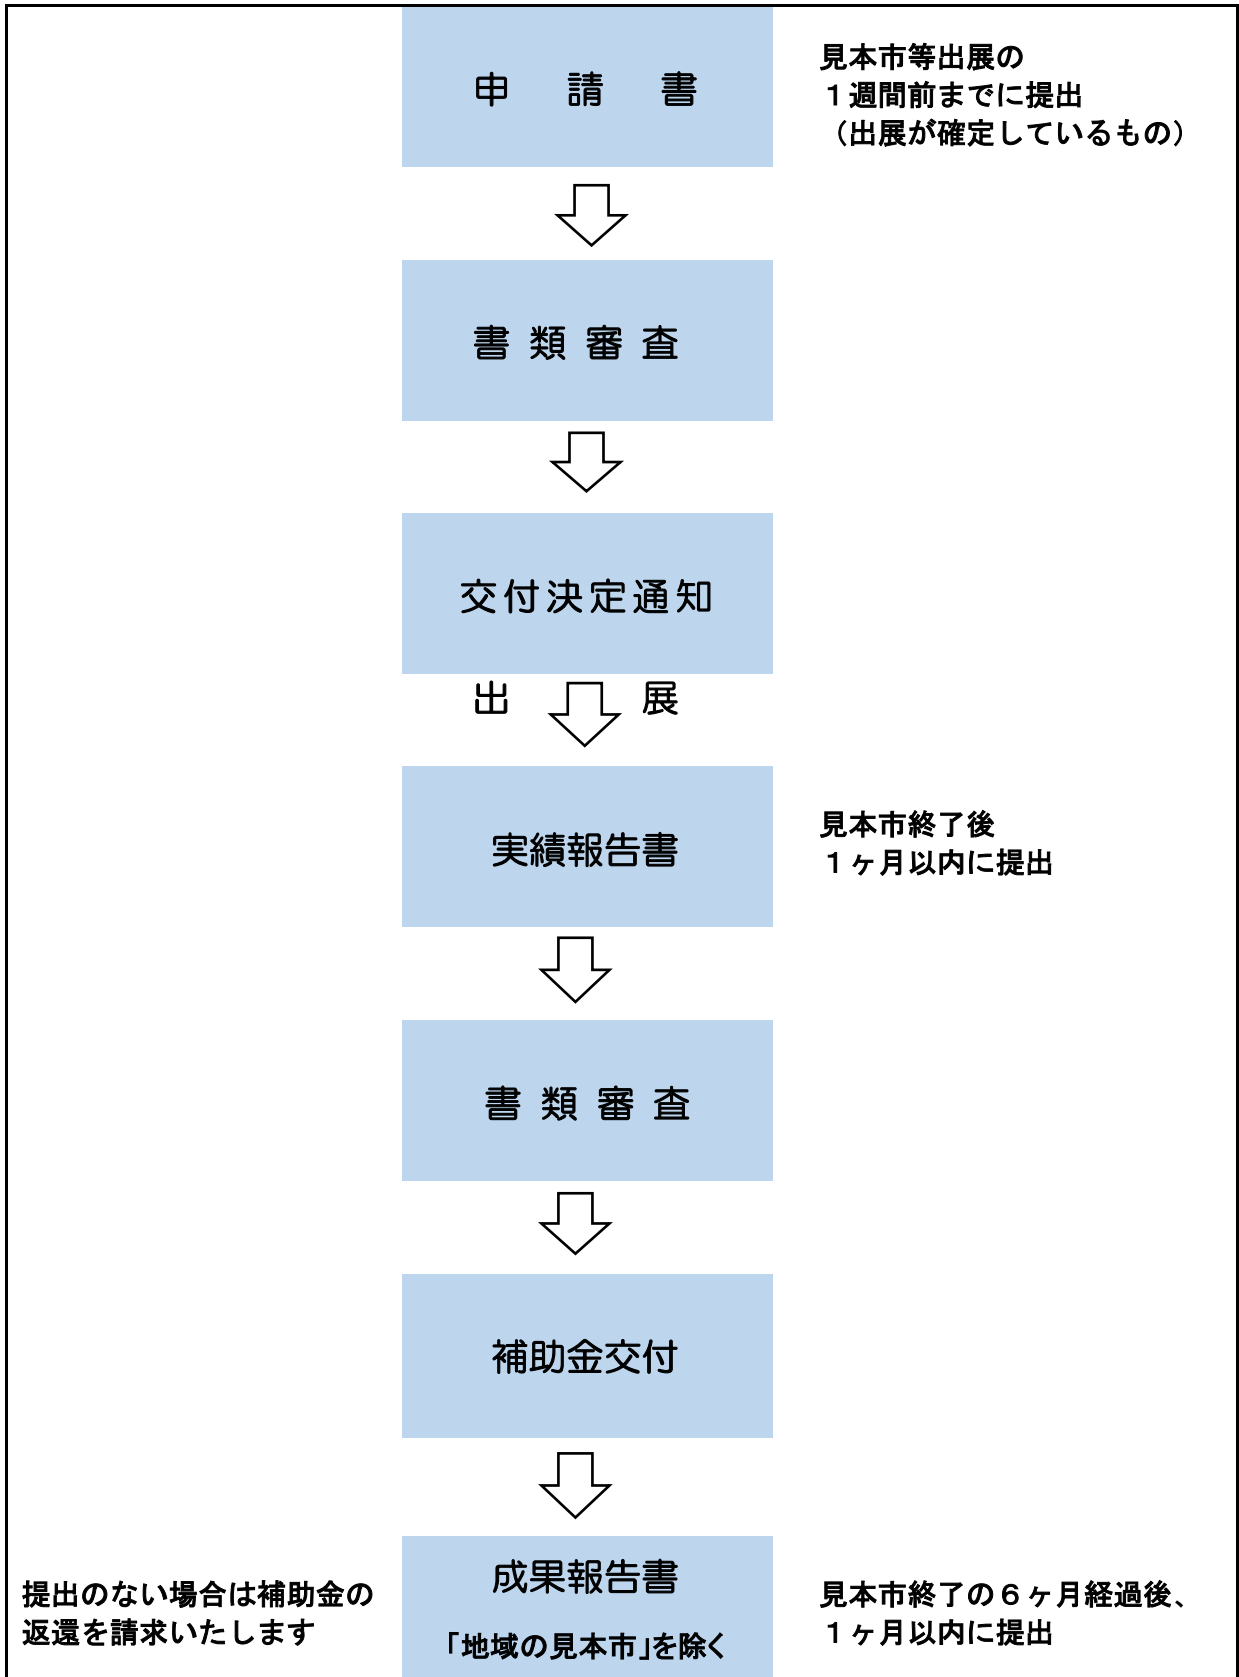 申請書
見本市等出展の
１週間前までに提出
（出展が確定しているもの）
書類審査
交付決定通知
出展
実績報告書
見本市終了後
１ヶ月以内に提出
書類審査
補助金交付
成果報告書
「地域の見本市」を除く
提出のない場合は補助金の
返還を請求いたします
見本市終了の６ヶ月経過後、
１ヶ月以内に提出